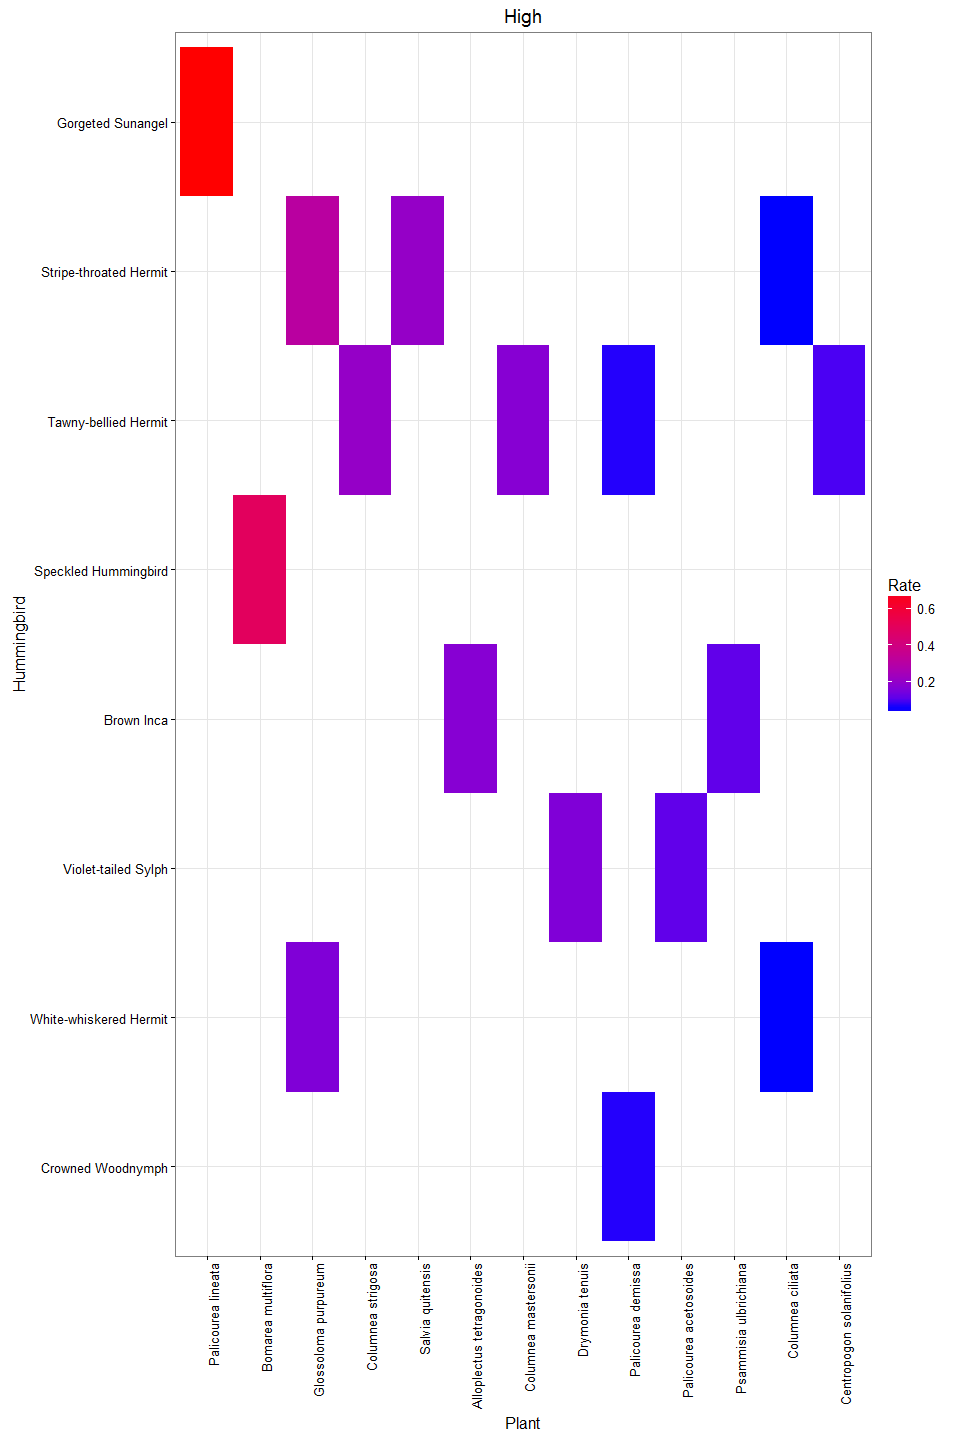 High
Gorgeted Sunangel
Stripe-throated Hermit
Tawny-bellied Hermit
Speckled Hummingbird
Brown Inca
Violet-tailed Sylph
White-whiskered Hermit
Crowned Woodnymph
Hummingbird
Rate
0.6
0.4
0.2
Palicourea lineata
Bomarea multiflora
Glossoloma purpureum
Columnea strigosa
Salvia quitensis
Alloplectus tetragonoides
Columnea mastersonii
Drymonia tenuis
Palicourea demissa
Palicourea acetosoides
Psammisia ulbrichiana
Columnea ciliata
Centropogon solanifolius
Plant